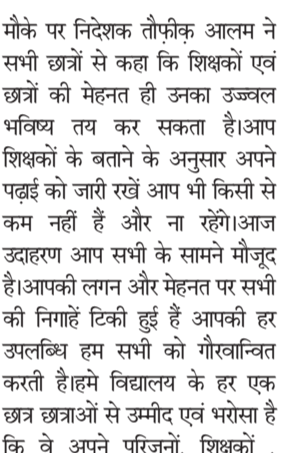 मौके पर निदेशक तौफ़ीक़ आलम ने
सभी छात्रों से कहा कि शिक्षकों एवं
छात्रों की मेहनत ही उनका उज्ज्वल
भविष्य तय कर सकता है।आप
शिक्षकों के बताने के अनुसार अपने
पढ़ाई को जारी रखें आप भी किसी से
कम नहीं हैं और ना रहेंगे।आज
उदाहरण आप सभी के सामने मौजूद
है।आपकी लगन और मेहनत पर सभी
की निगाहें टिकी हुई हैं आपकी हर
उपलब्धि हम सभी को गौरवान्वित
करती है।हमे विद्यालय के हर एक
छात्र छात्राओं से उम्मीद एवं भरोसा है
कि वे अपने परिजनों, शिक्षकों ,